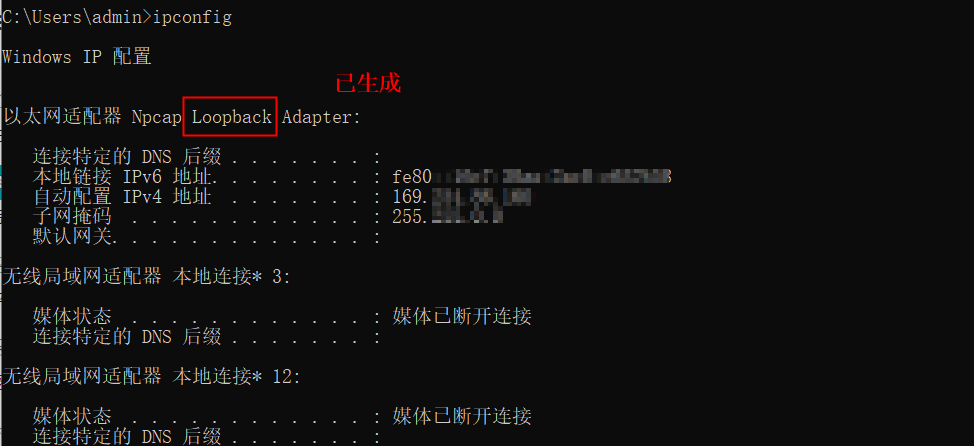 C:\Users\admin>ipconfig
Windows IP 配置
已生成
以太网适配器 Npcap Loopback Adapter:
连接特定的 DNS 后缀 . . . . . . . :
本地链接 IPv6 地址. . . . . . . . : fe80
自动配置 IPv4 地址 . . . . . . . : 169.
子网掩码 . . . . . . . . . . . . : 255.
默认网关. . . . . . . . . . . . . :
无线局域网适配器 本地连接* 3:
媒体状态 . . . . . . . . . . . . : 媒体已断开连接
连接特定的 DNS 后缀 . . . . . . . :
无线局域网适配器 本地连接* 12:
媒体状态 . . . . . . . . . . . . : 媒体已断开连接
连接特定的 DNS 后缀 . . . . . . . :